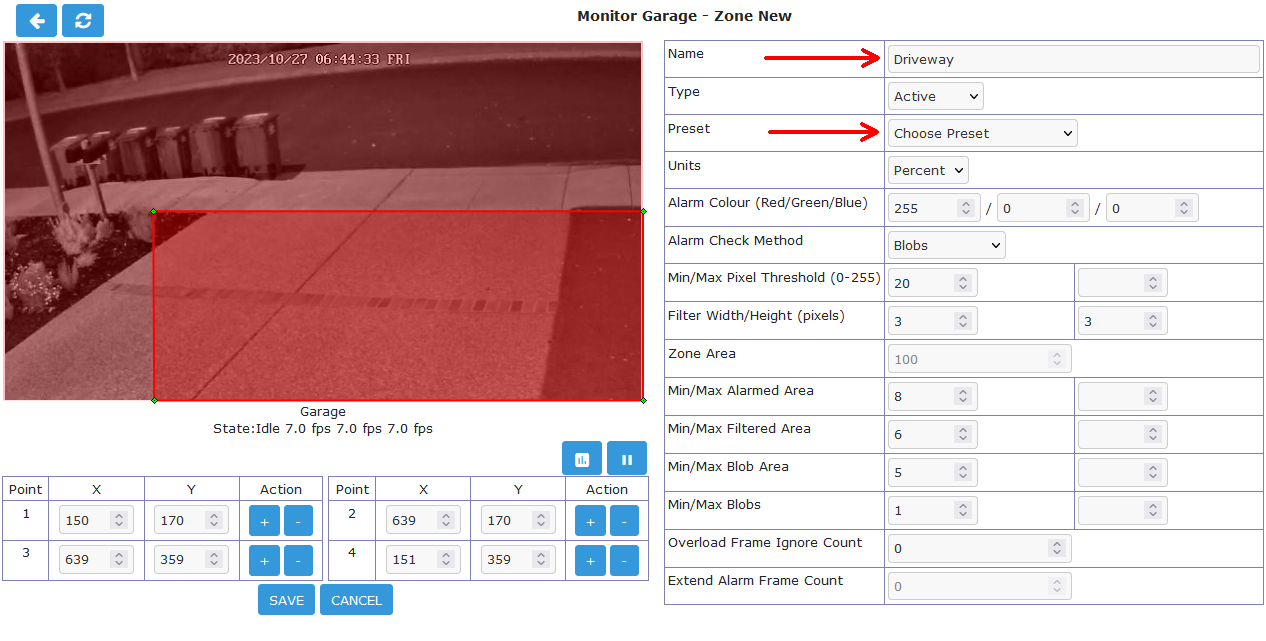 Monitor Garage - Zone New
2023/10/27 06:44:33 FRI
Garage
State:Idle 7.0 fps 7.0 fps 7.0 fps
Point X Y Action Point X Y Action
1 150 170 + - 2 639 170 + -
3 639 359 + - 4 151 359 + -
SAVE CANCEL
Name Driveway
Type Active
Preset Choose Preset
Units Percent
Alarm Colour (Red/Green/Blue) 255 / 0 / 0
Alarm Check Method Blobs
Min/Max Pixel Threshold (0-255) 20
Filter Width/Height (pixels) 3 3
Zone Area 100
Min/Max Alarmed Area 8
Min/Max Filtered Area 6
Min/Max Blob Area 5
Min/Max Blobs 1
Overload Frame Ignore Count 0
Extend Alarm Frame Count 0